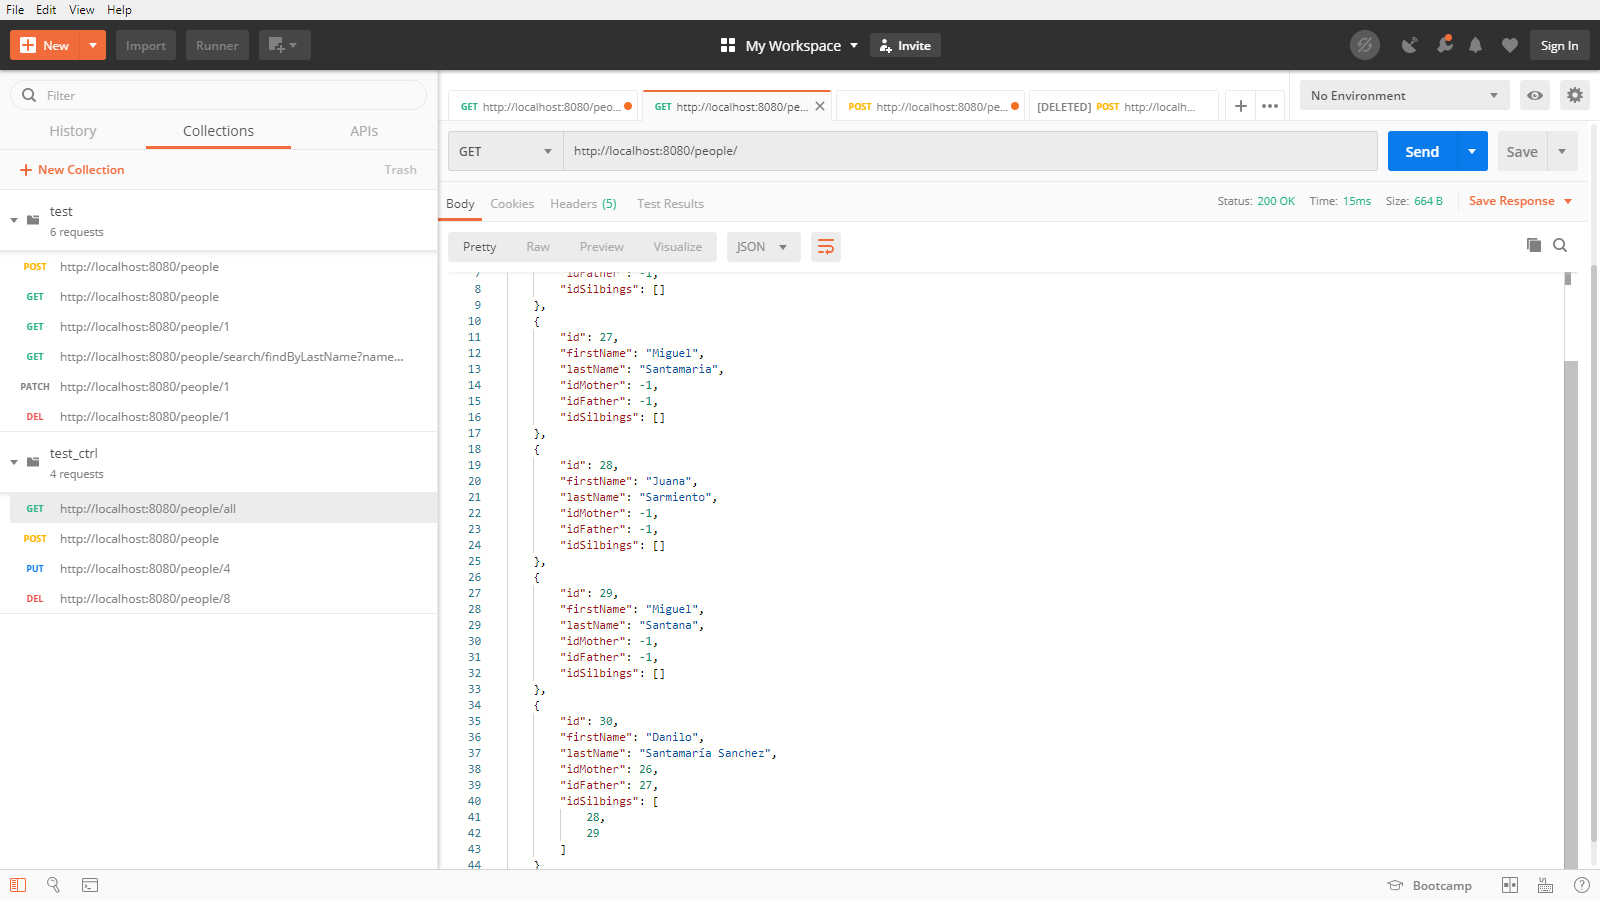 File Edit View Help
New Import Runner My Workspace Invite Sign In
Filter
History Collections APIs
New Collection Trash
test
6 requests
POST http://localhost:8080/people
GET http://localhost:8080/people
GET http://localhost:8080/people/1
GET http://localhost:8080/people/search/findByLastName?name...
PATCH http://localhost:8080/people/1
DEL http://localhost:8080/people/1
test_ctrl
4 requests
GET http://localhost:8080/people/all
POST http://localhost:8080/people
PUT http://localhost:8080/people/4
DEL http://localhost:8080/people/8
GET http://localhost:8080/peo... GET http://localhost:8080/pe... POST http://localhost:8080/pe... [DELETED] POST http://localh... No Environment
GET http://localhost:8080/people/ Send Save
Body Cookies Headers (5) Test Results Status: 200 OK Time: 15ms Size: 664 B Save Response
Pretty Raw Preview Visualize JSON
7 "idFather": -1,
8 "idSilbings": []
9 },
10 {
11 "id": 27,
12 "firstName": "Miguel",
13 "lastName": "Santamaria",
14 "idMother": -1,
15 "idFather": -1,
16 "idSilbings": []
17 },
18 {
19 "id": 28,
20 "firstName": "Juana",
21 "lastName": "Sarmiento",
22 "idMother": -1,
23 "idFather": -1,
24 "idSilbings": []
25 },
26 {
27 "id": 29,
28 "firstName": "Miguel",
29 "lastName": "Santana",
30 "idMother": -1,
31 "idFather": -1,
32 "idSilbings": []
33 },
34 {
35 "id": 30,
36 "firstName": "Danilo",
37 "lastName": "Santamaría Sanchez",
38 "idMother": 26,
39 "idFather": 27,
40 "idSilbings": [
41 28,
42 29
43 ]
44 }
Bootcamp